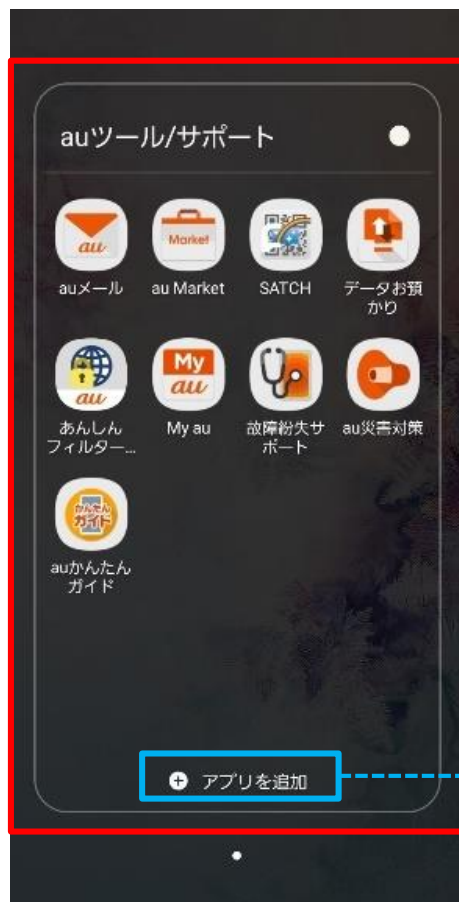 auツール/サポート
au
Market
auメール
au Market
SATCH
データお預
かり
au
My
au
あんしん
フィルター...
My au
故障紛失サ
ポート
au災害対策
かんたん
ガイド
auかんたん
ガイド
アプリを追加